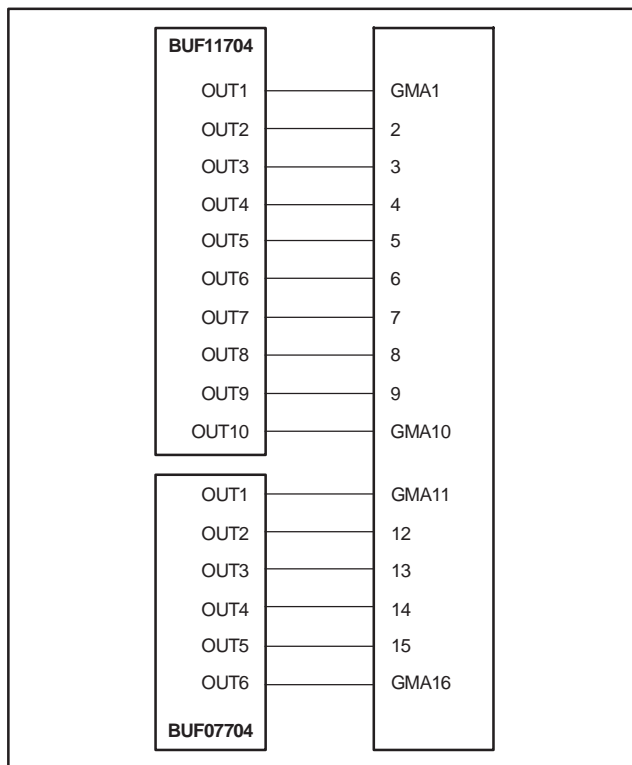 BUF11704
OUT1 GMA1
OUT2 2
OUT3 3
OUT4 4
OUT5 5
OUT6 6
OUT7 7
OUT8 8
OUT9 9
OUT10 GMA10
OUT1 GMA11
OUT2 12
OUT3 13
OUT4 14
OUT5 15
OUT6 GMA16
BUF07704